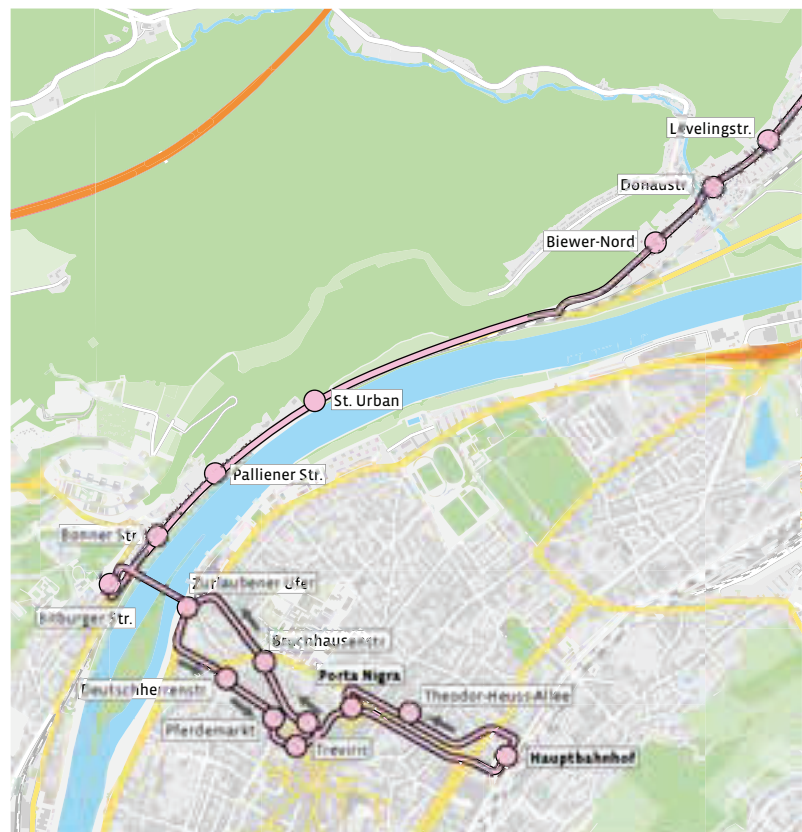 Levelingstr.
Donaustr.
Biewer-Nord
St. Urban
Palliener Str.
Bonner Str.
Zurlaubener Ufer
Bitburger Str.
Bruchhausenstr.
Porta Nigra
Deutschherrenstr.
Theodor-Heuss-Allee
Pferdemarkt
Treviris
Hauptbahnhof